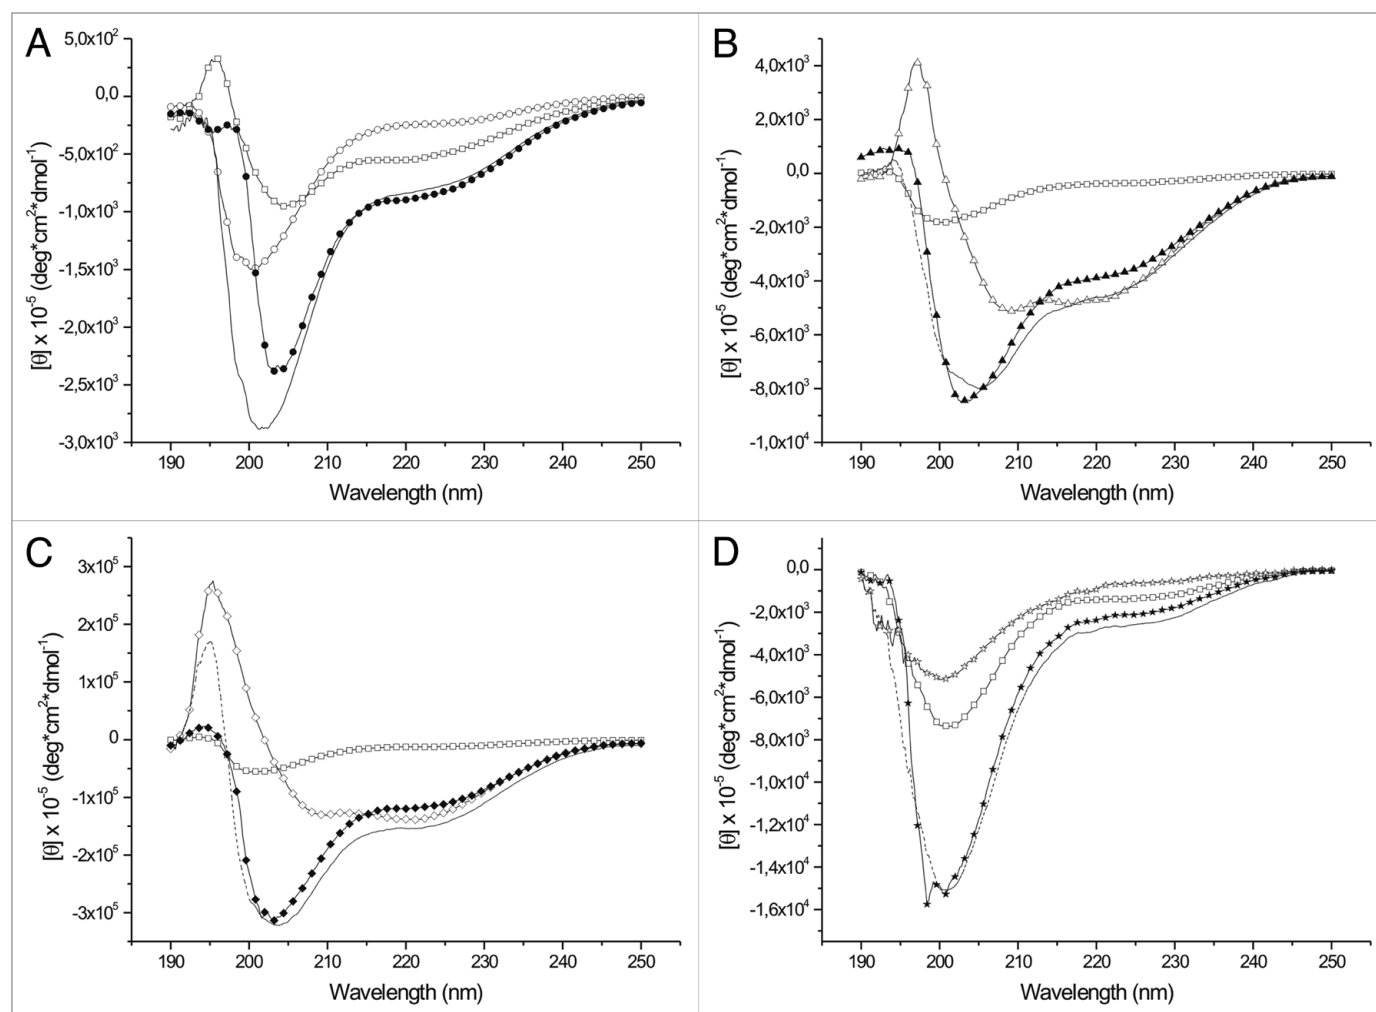 A
5,0x10²
0,0
-5,0x10²
-1,0x10³
-1,5x10³
-2,0x10³
-2,5x10³
-3,0x10³
[θ] x 10⁻⁵ (deg*cm²*dmol⁻¹)
190 200 210 220 230 240 250
Wavelength (nm)
B
4,0x10³
2,0x10³
0,0
-2,0x10³
-4,0x10³
-6,0x10³
-8,0x10³
-1,0x10⁴
[θ] x 10⁻⁵ (deg*cm²*dmol⁻¹)
190 200 210 220 230 240 250
Wavelength (nm)
C
3x10⁵
2x10⁵
1x10⁵
0
-1x10⁵
-2x10⁵
-3x10⁵
[θ] x 10⁻⁵ (deg*cm²*dmol⁻¹)
190 200 210 220 230 240 250
Wavelength (nm)
D
0,0
-2,0x10³
-4,0x10³
-6,0x10³
-8,0x10³
-1,0x10⁴
-1,2x10⁴
-1,4x10⁴
-1,6x10⁴
[θ] x 10⁻⁵ (deg*cm²*dmol⁻¹)
190 200 210 220 230 240 250
Wavelength (nm)